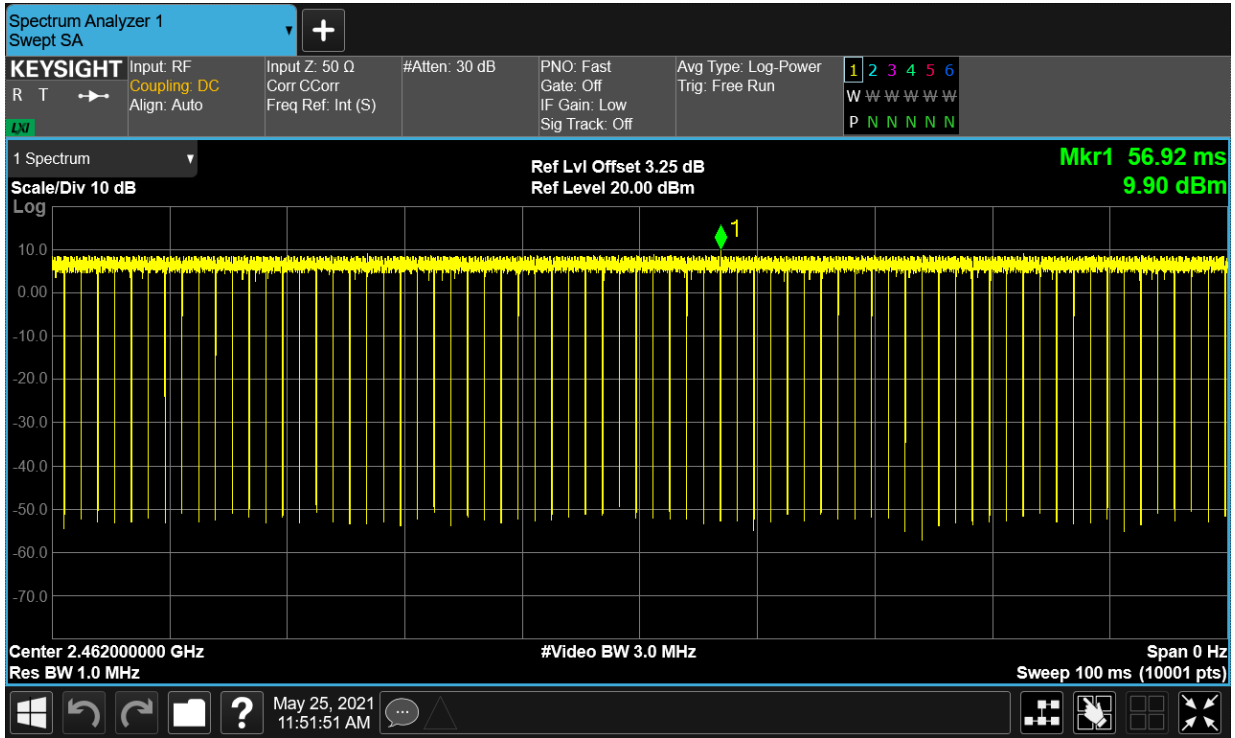 Spectrum Analyzer 1
Swept SA
KEYSIGHT
R T
LXI
Input: RF
Coupling: DC
Align: Auto
Input Z: 50 Ω
Corr CCorr
Freq Ref: Int (S)
#Atten: 30 dB
PNO: Fast
Gate: Off
IF Gain: Low
Sig Track: Off
Avg Type: Log-Power
Trig: Free Run
1 2 3 4 5 6
W W W W W W
P N N N N N
1 Spectrum
Scale/Div 10 dB
Log
Ref Lvl Offset 3.25 dB
Ref Level 20.00 dBm
Mkr1 56.92 ms
9.90 dBm
1
10.0
0.00
-10.0
-20.0
-30.0
-40.0
-50.0
-60.0
-70.0
Center 2.462000000 GHz
Res BW 1.0 MHz
#Video BW 3.0 MHz
Span 0 Hz
Sweep 100 ms (10001 pts)
?
May 25, 2021
11:51:51 AM